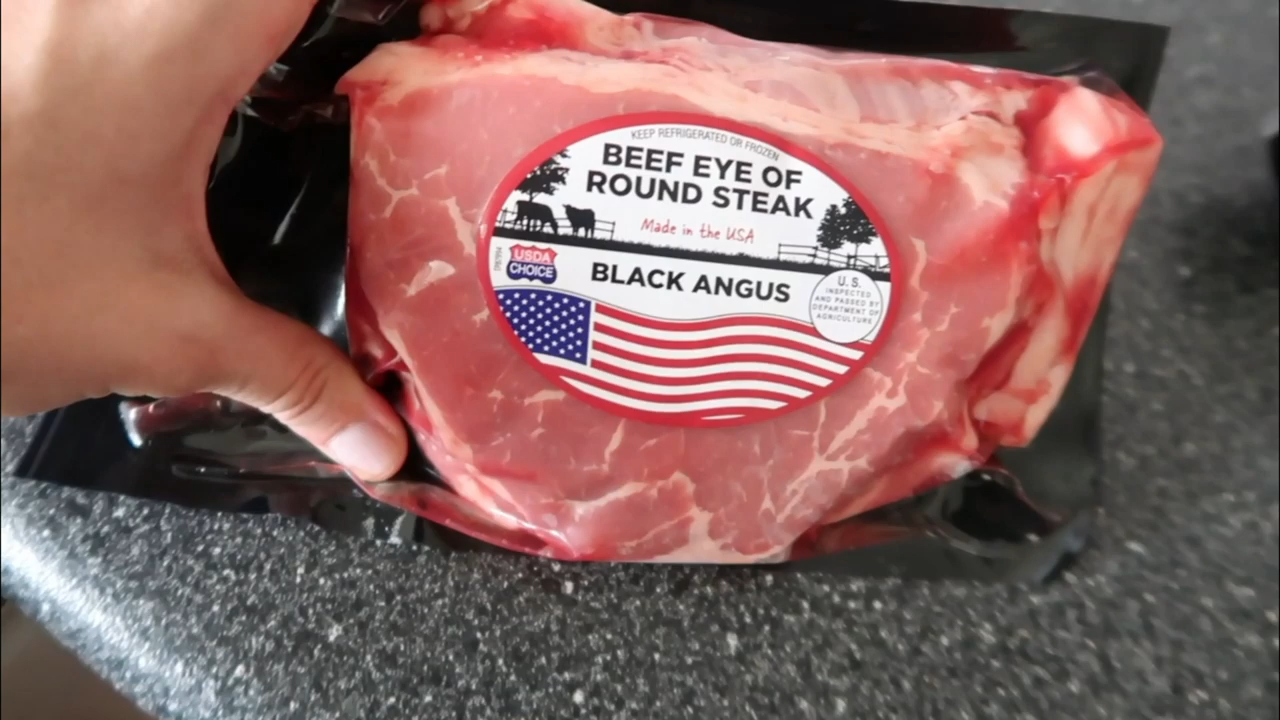 KEEP REFRIGERATED OR FROZEN
BEEF EYE OF
ROUND STEAK
Made in the USA
USDA
CHOICE
BLACK ANGUS
U.S.
INSPECTED
AND PASSED BY
DEPARTMENT OF
AGRICULTURE